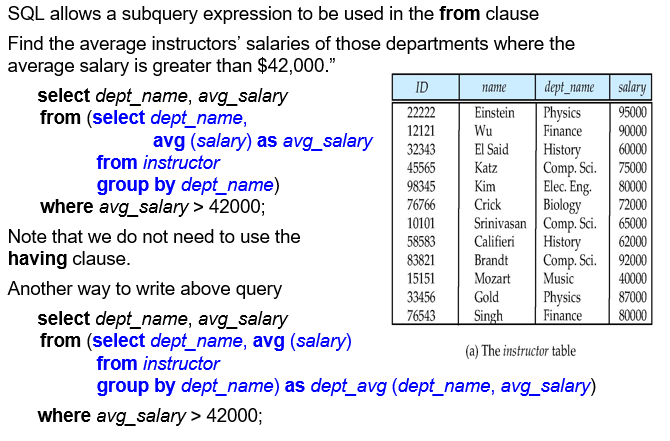 SQL allows a subquery expression to be used in the from clause
Find the average instructors' salaries of those departments where the
average salary is greater than $42,000.”
select dept_name, avg_salary
from (select dept_name,
avg (salary) as avg_salary
from instructor
group by dept_name)
where avg_salary > 42000;
Note that we do not need to use the
having clause.
Another way to write above query
select dept_name, avg_salary
from (select dept_name, avg (salary)
from instructor
group by dept_name) as dept_avg (dept_name, avg_salary)
where avg_salary > 42000;
ID name dept_name salary
22222 Einstein Physics 95000
12121 Wu Finance 90000
32343 El Said History 60000
45565 Katz Comp. Sci. 75000
98345 Kim Elec. Eng. 80000
76766 Crick Biology 72000
10101 Srinivasan Comp. Sci. 65000
58583 Califieri History 62000
83821 Brandt Comp. Sci. 92000
15151 Mozart Music 40000
33456 Gold Physics 87000
76543 Singh Finance 80000
(a) The instructor table